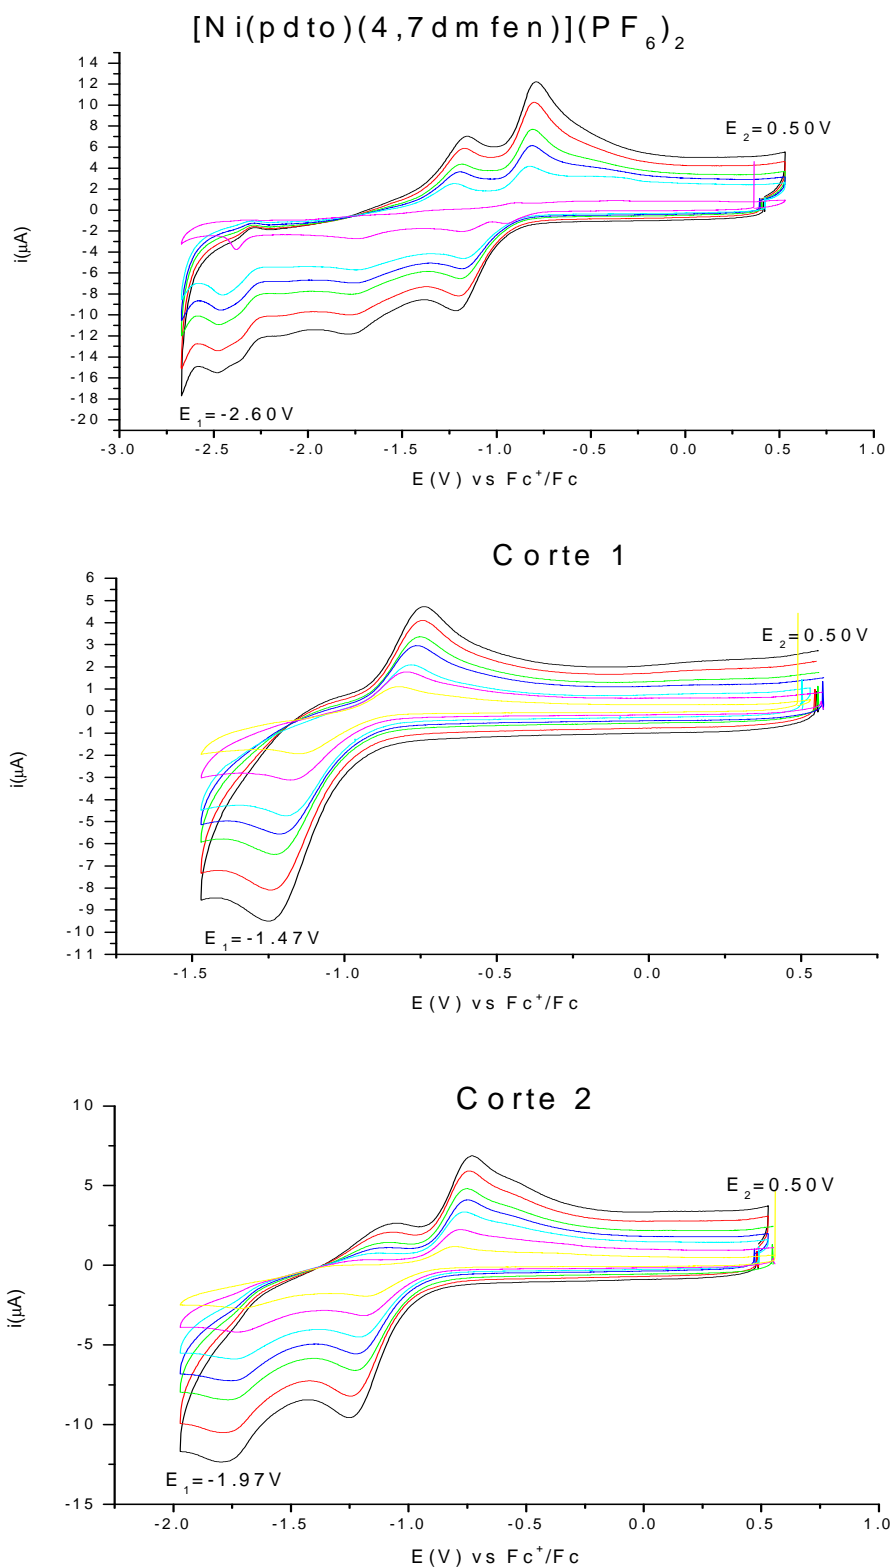 [Ni(pdto)(4,7dmfen)](PF6)2
14
12
10
8
6
4
2
0
-2
-4
-6
-8
-10
-12
-14
-16
-18
-20
i(μA)
E2=0.50V
E1=-2.60V
-3.0 -2.5 -2.0 -1.5 -1.0 -0.5 0.0 0.5 1.0
E(V) vs Fc+/Fc
Corte 1
6
5
4
3
2
1
0
-1
-2
-3
-4
-5
-6
-7
-8
-9
-10
-11
i(μA)
E2=0.50V
E1=-1.47V
-1.5 -1.0 -0.5 0.0 0.5
E(V) vs Fc+/Fc
Corte 2
10
5
0
-5
-10
-15
i(μA)
E2=0.50V
E1=-1.97V
-2.0 -1.5 -1.0 -0.5 0.0 0.5 1.0
E(V) vs Fc+/Fc